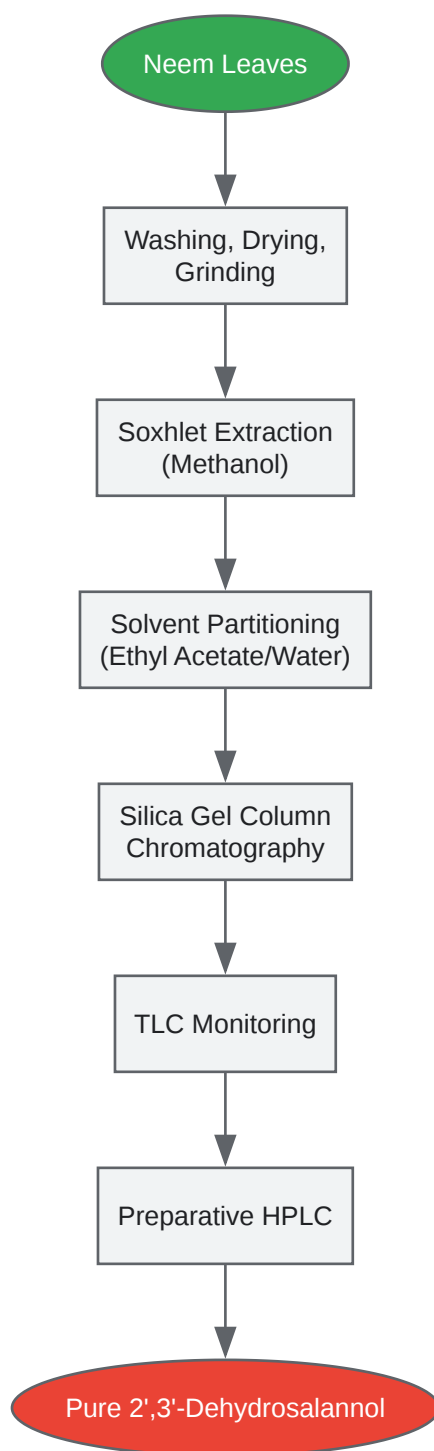 Neem Leaves
Washing, Drying,
Grinding
Soxhlet Extraction
(Methanol)
Solvent Partitioning
(Ethyl Acetate/Water)
Silica Gel Column
Chromatography
TLC Monitoring
Preparative HPLC
Pure 2',3'-Dehydrosalannol